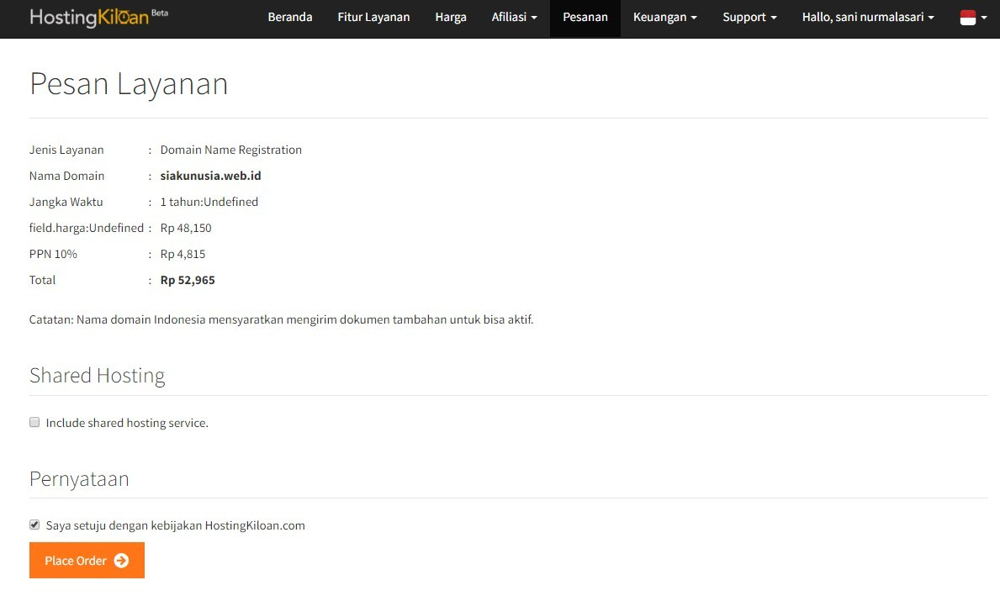 HostingKiloan Beta Beranda Fitur Layanan Harga Afiliasi Pesanan Keuangan Support Hallo, sani nurmalasari
Pesan Layanan
Jenis Layanan : Domain Name Registration
Nama Domain : siakunusia.web.id
Jangka Waktu : 1 tahun:Undefined
field.harga:Undefined : Rp 48,150
PPN 10% : Rp 4,815
Total : Rp 52,965
Catatan: Nama domain Indonesia mensyaratkan mengirim dokumen tambahan untuk bisa aktif.
Shared Hosting
Include shared hosting service.
Pernyataan
Saya setuju dengan kebijakan HostingKiloan.com
Place Order